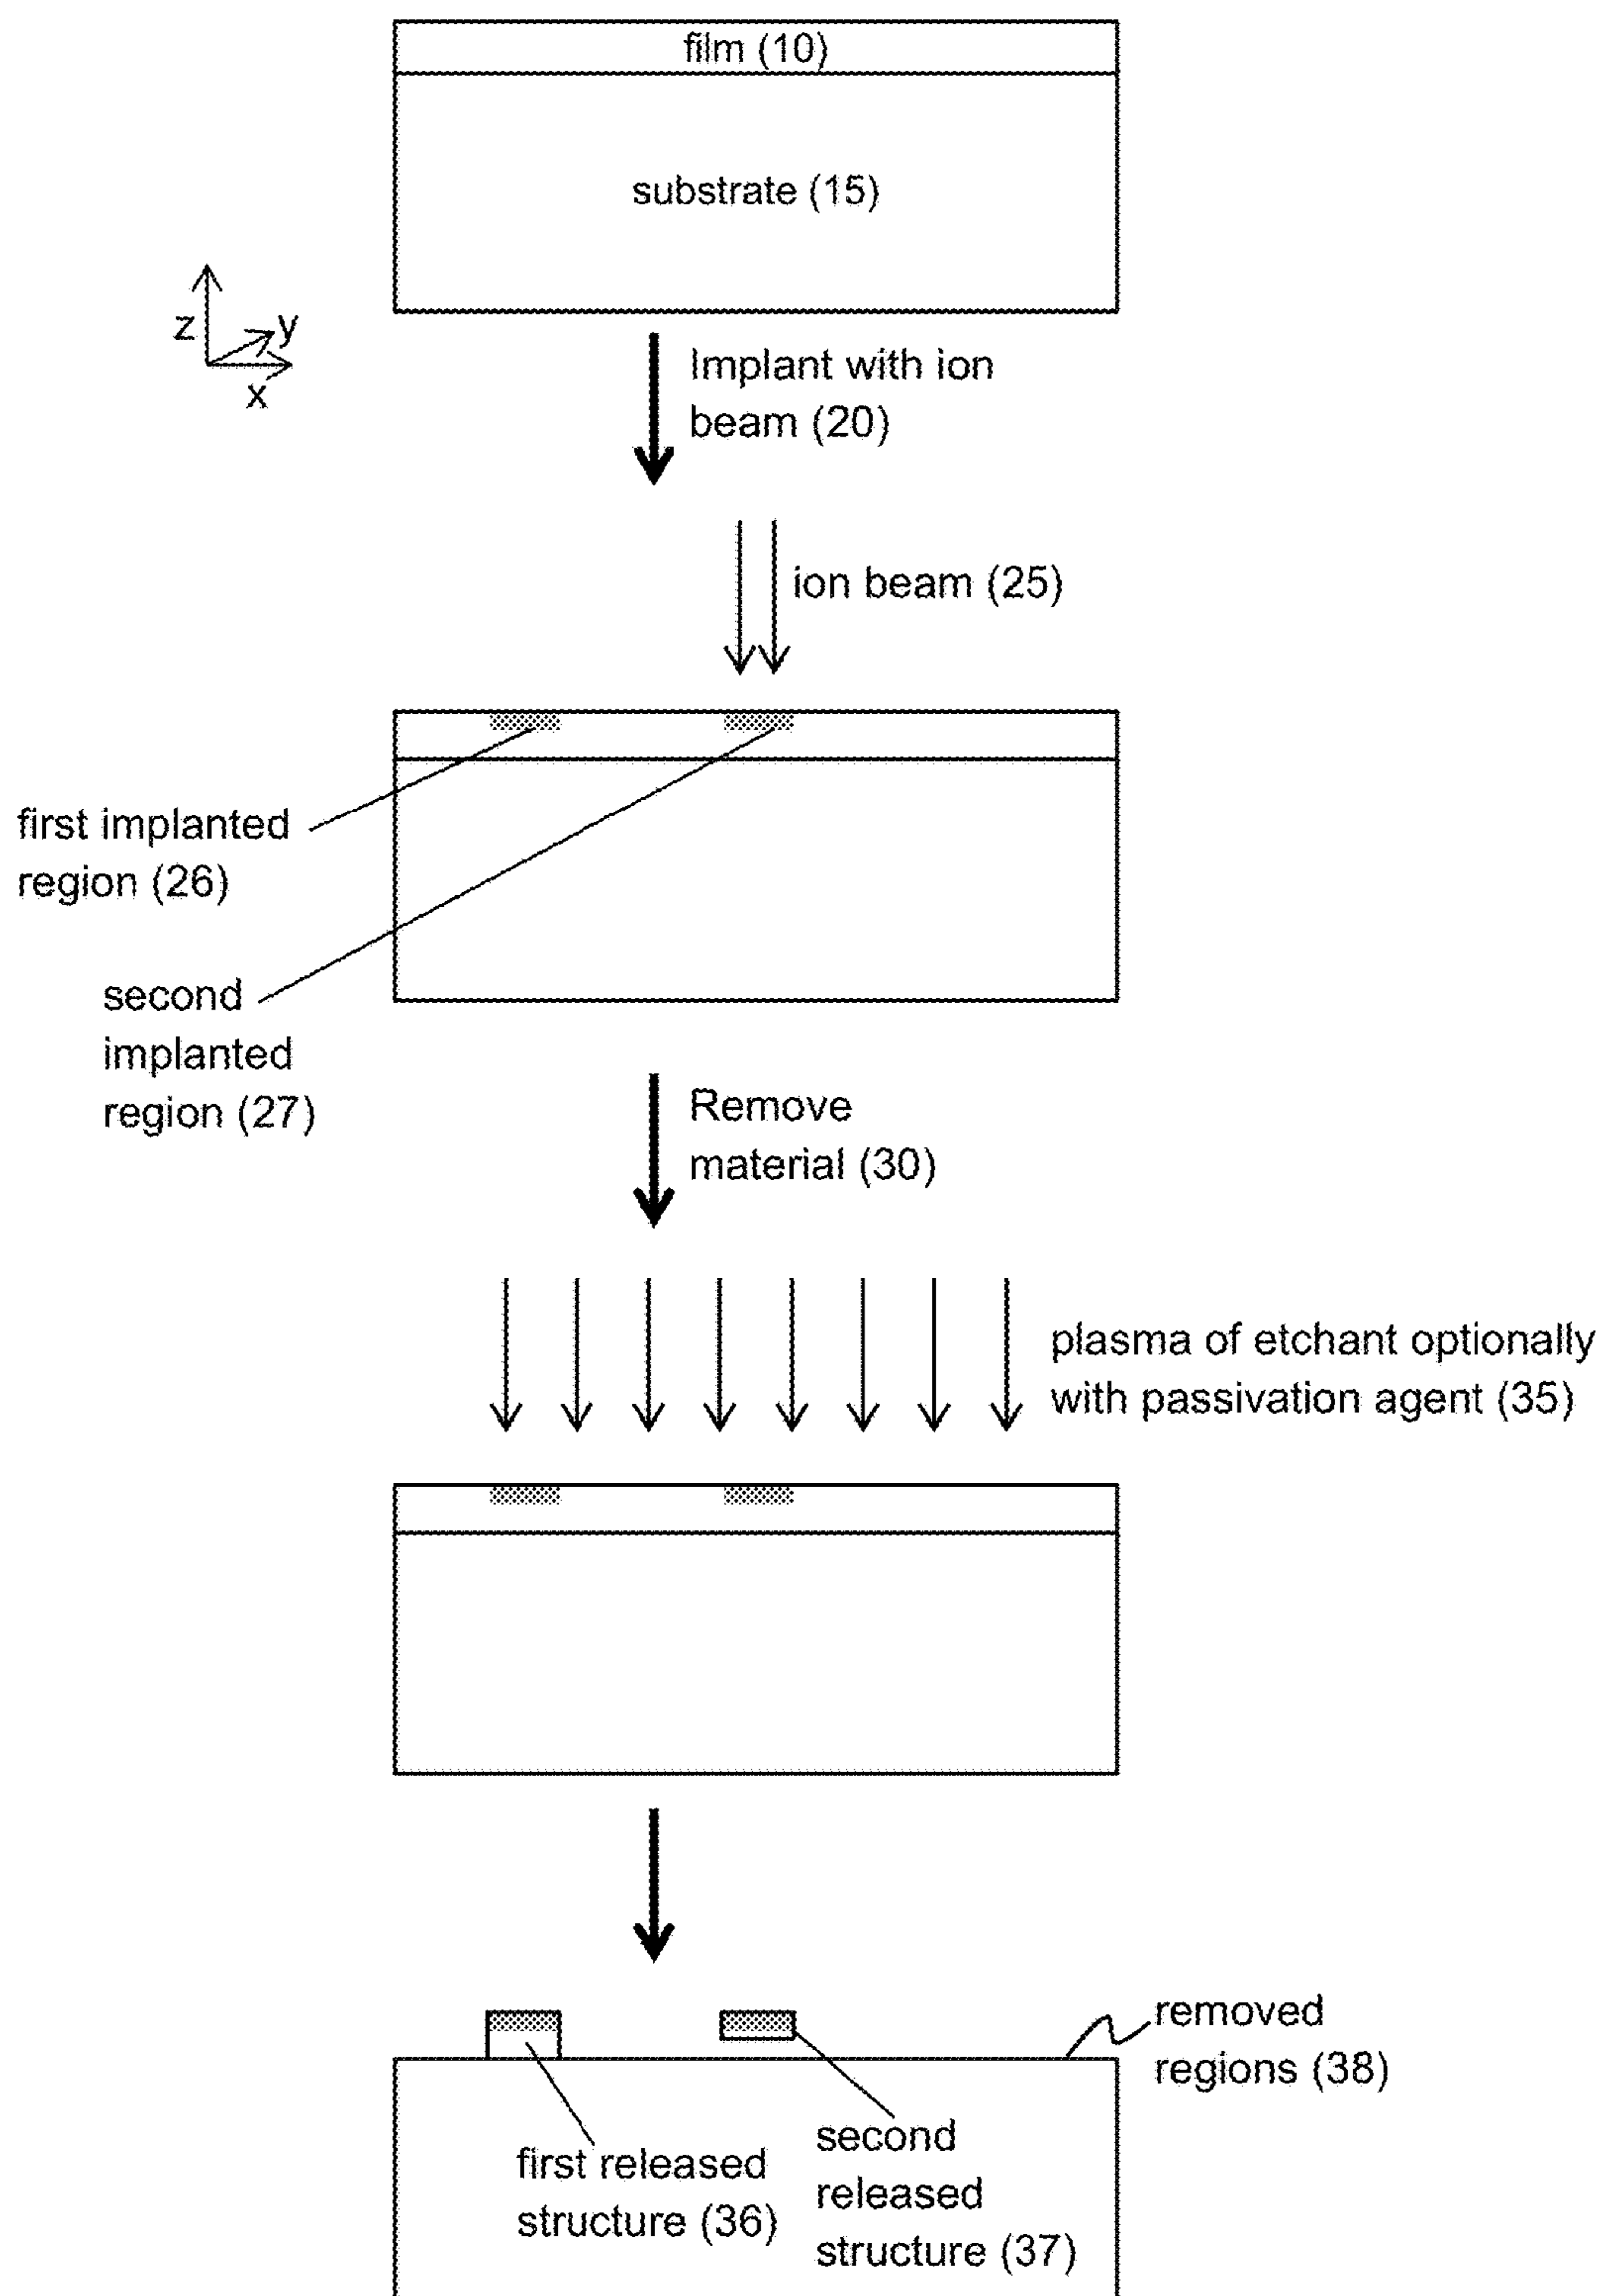 film (10)
substrate (15)
z
y
x
Implant with ion
beam (20)
ion beam (25)
first implanted
region (26)
second
implanted
region (27)
Remove
material (30)
plasma of etchant optionally
with passivation agent (35)
removed
regions (38)
first released
structure (36)
second
released
structure (37)